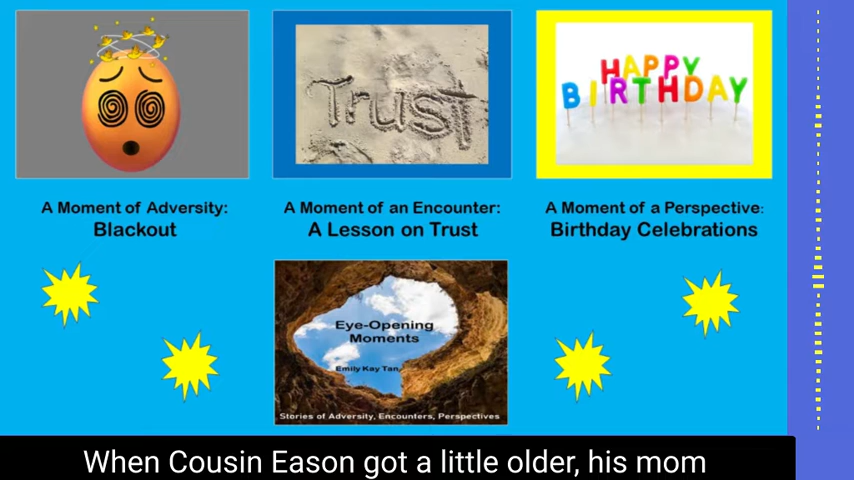 Trust
HAPPY
BIRTHDAY
A Moment of Adversity:
Blackout
A Moment of an Encounter:
A Lesson on Trust
A Moment of a Perspective:
Birthday Celebrations
Eye-Opening
Moments
Emily Kay Tan
Stories of Adversity, Encounters, Perspectives
When Cousin Eason got a little older, his mom